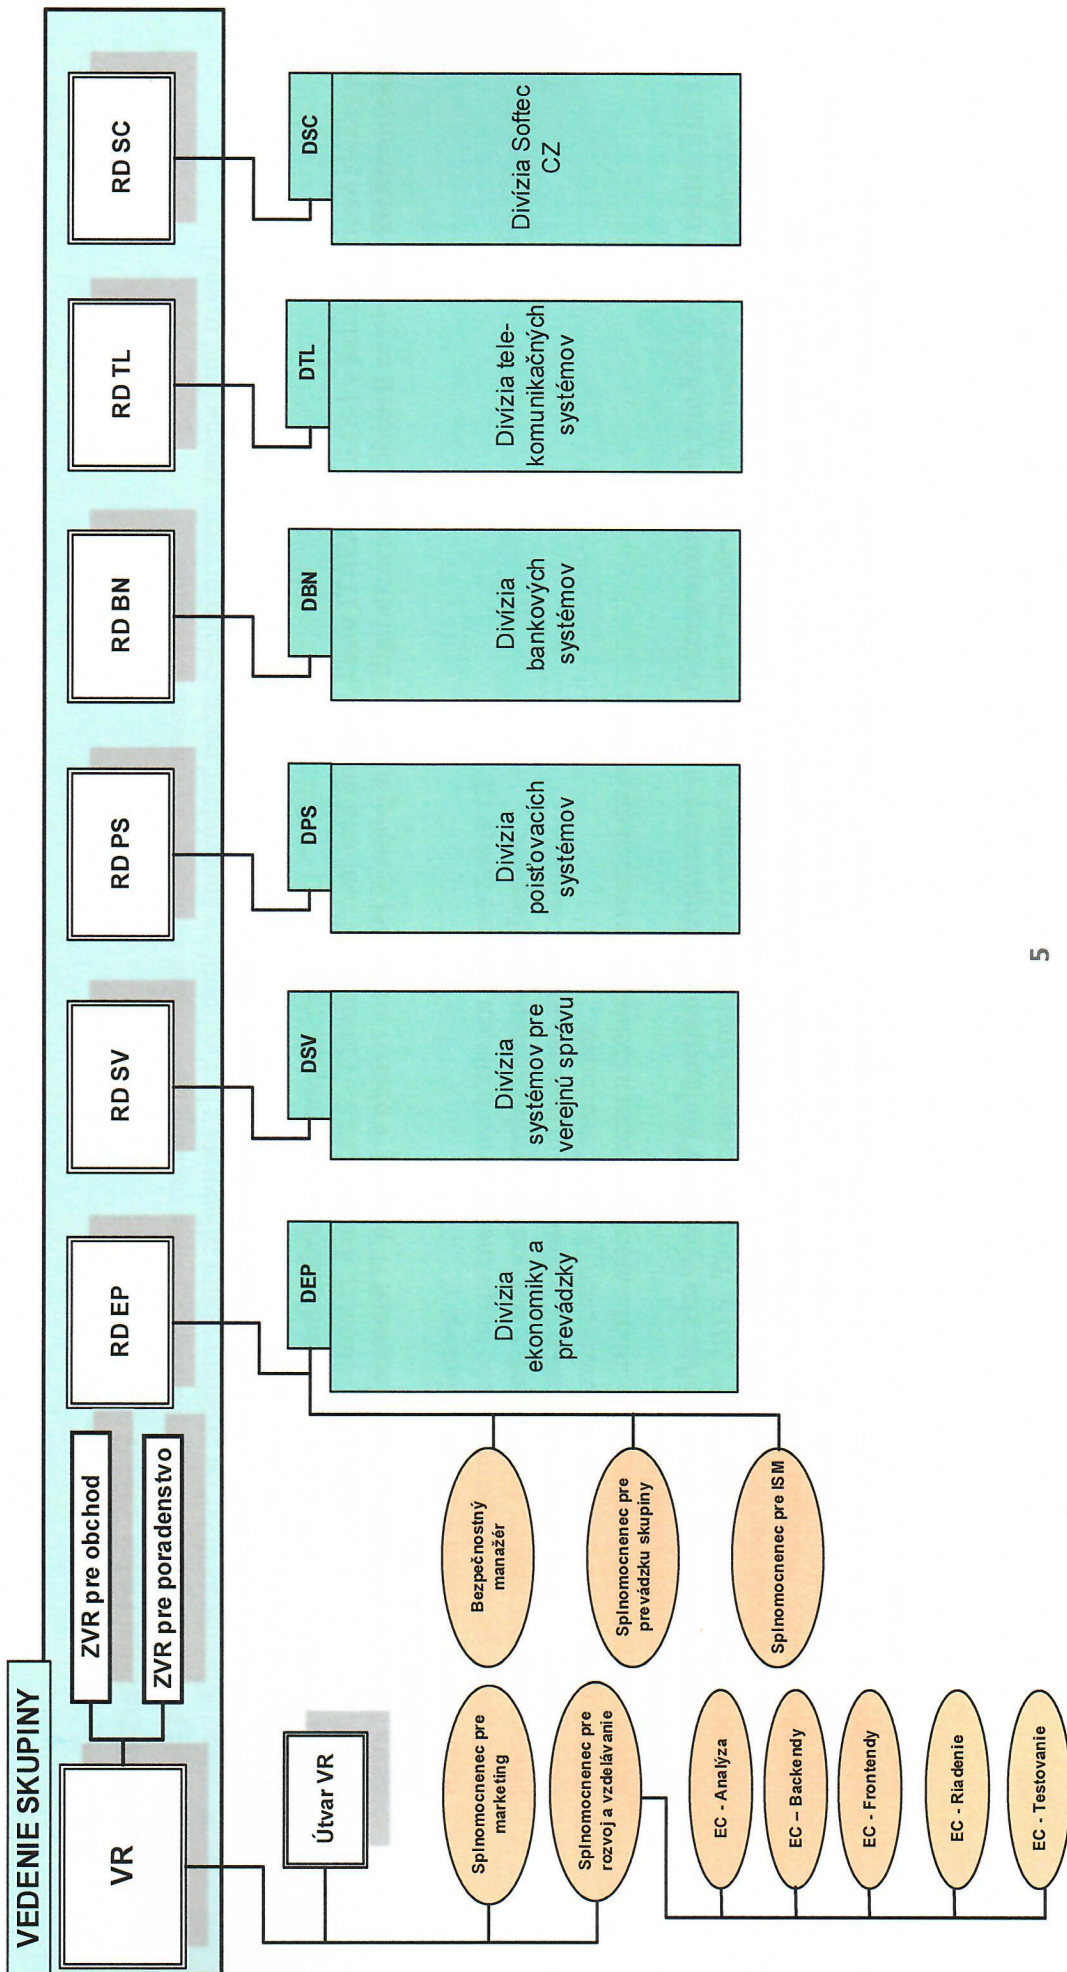 VEDENIE SKUPINY
VR
ZVR pre obchod
ZVR pre poradenstvo
RD EP
RD SV
RD PS
RD BN
RD TL
RD SC
Útvar VR
Splnomocnenec pre
marketing
Splnomocnenec pre
rozvoj a vzdelávanie
EC - Analýza
EC – Backendy
EC - Frontendy
EC - Riadenie
EC - Testovanie
Bezpečnostný
manažér
Splnomocnenec pre
prevádzku skupiny
Splnomocnenec pre ISM
DEP
Divízia
ekonomiky a
prevádzky
DSV
Divízia
systémov pre
verejnú správu
DPS
Divízia
poisťovacích
systémov
DBN
Divízia
bankových
systémov
DTL
Divízia tele-
komunikačných
systémov
DSC
Divízia Softec
CZ
5